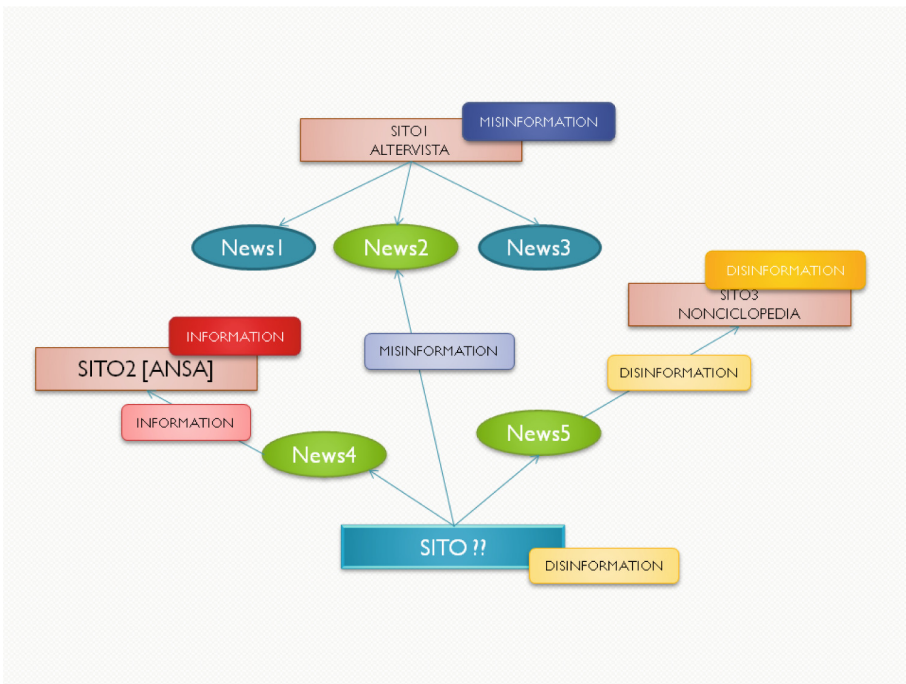 MISINFORMATION
SITO1
ALTERVISTA
News1
News2
News3
DISINFORMATION
SITO3
NONCICLOPEDIA
INFORMATION
SITO2 [ANSA]
MISINFORMATION
DISINFORMATION
INFORMATION
News4
News5
SITO ??
DISINFORMATION